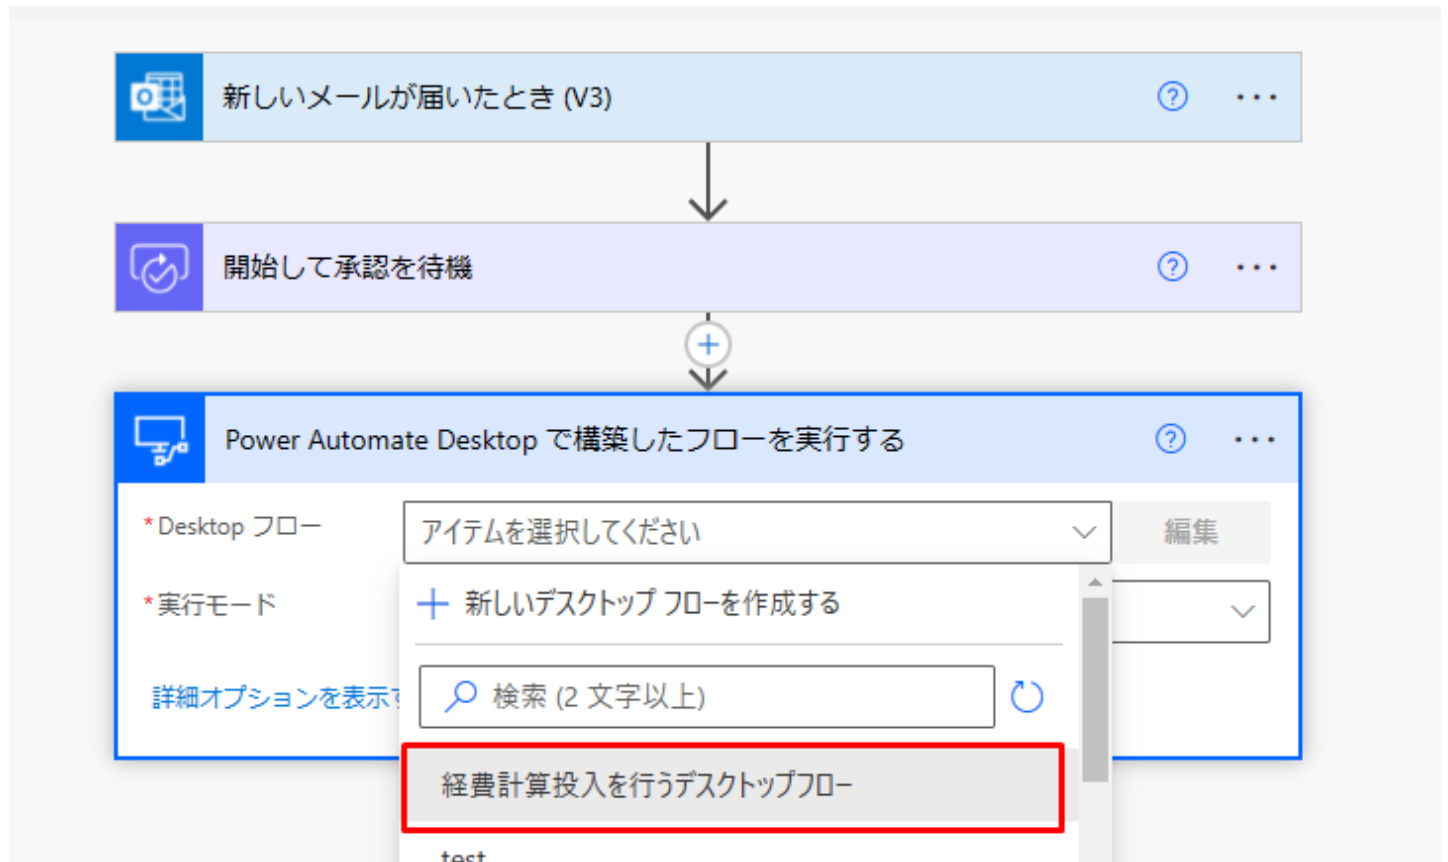 新しいメールが届いたとき (V3)
開始して承認を待機
Power Automate Desktop で構築したフローを実行する
*Desktop フロー
アイテムを選択してください
編集
*実行モード
新しいデスクトップ フローを作成する
詳細オプションを表示す
検索 (2 文字以上)
経費計算投入を行うデスクトップフロー
test